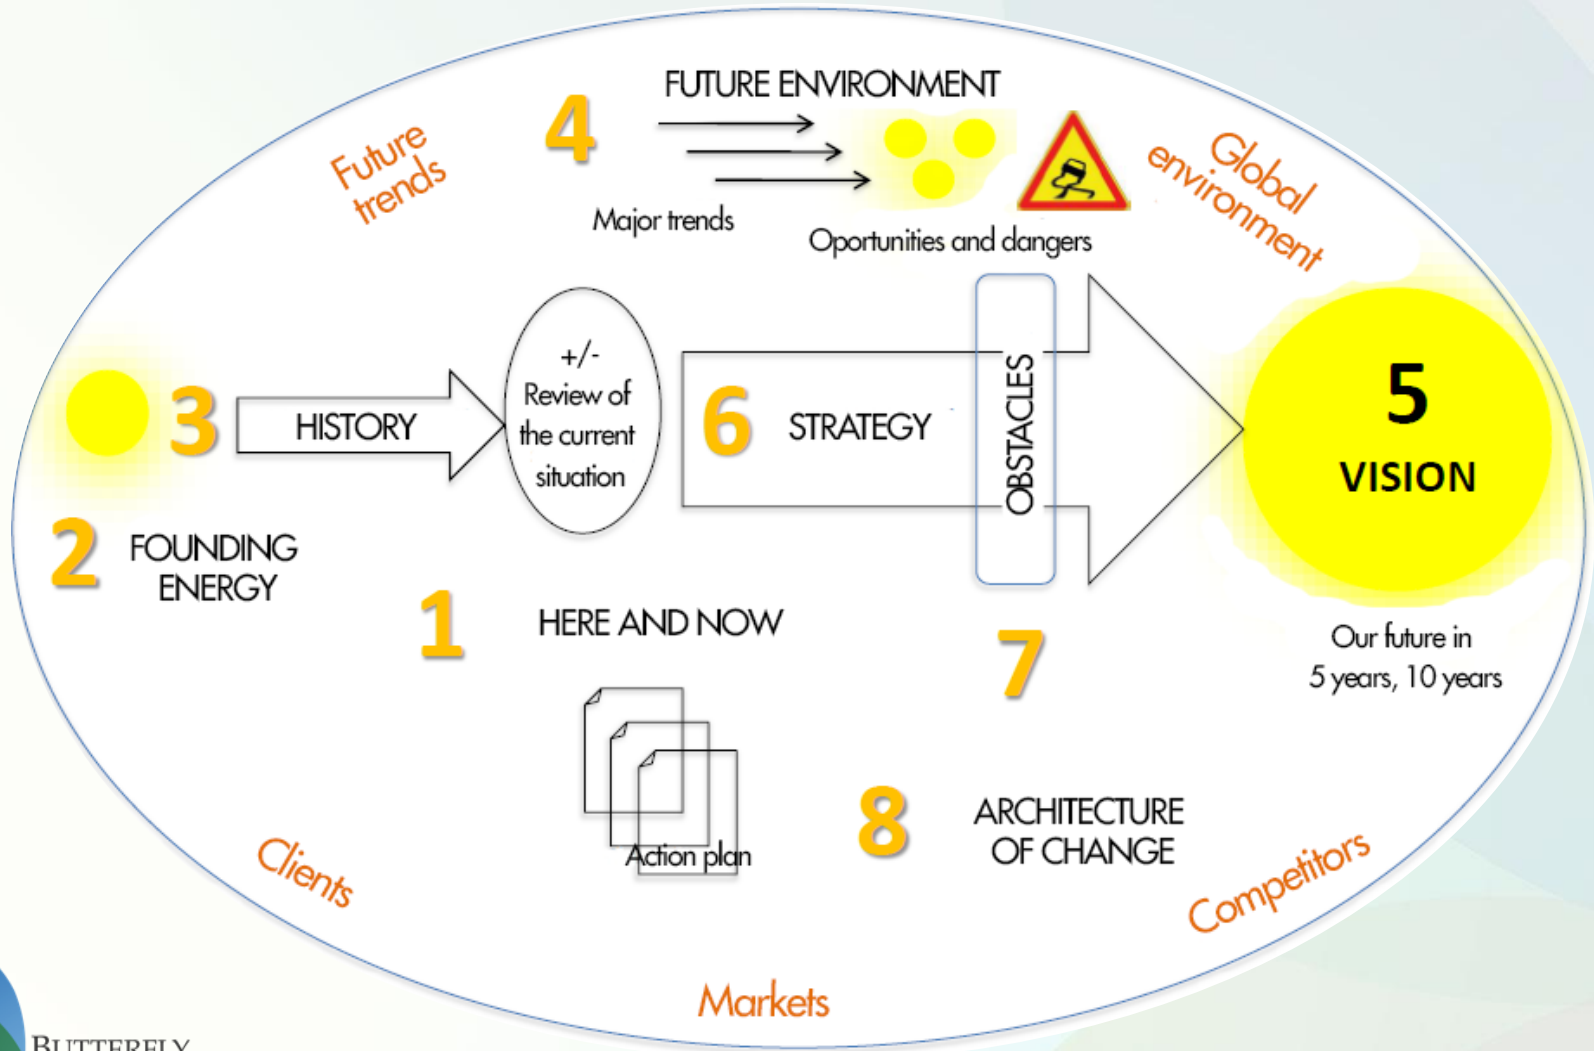 FUTURE ENVIRONMENT
4
Future
trends
Global
environment
Major trends
Oportunities and dangers
3
HISTORY
+/-
Review of
the current
situation
6
STRATEGY
OBSTACLES
5
VISION
2
FOUNDING
ENERGY
1
HERE AND NOW
7
Our future in
5 years, 10 years
Action plan
8
ARCHITECTURE
OF CHANGE
Clients
Competitors
Markets
BUTTERFLY